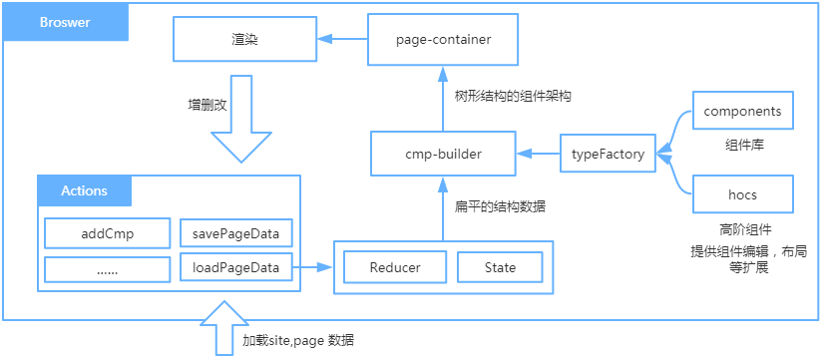 Broswer
渲染
page-container
增删改
树形结构的组件架构
components
组件库
cmp-builder
typeFactory
hocs
高阶组件
提供组件编辑，布局
等扩展
Actions
addCmp
savePageData
......
loadPageData
扁平的结构数据
Reducer
State
加载site,page 数据